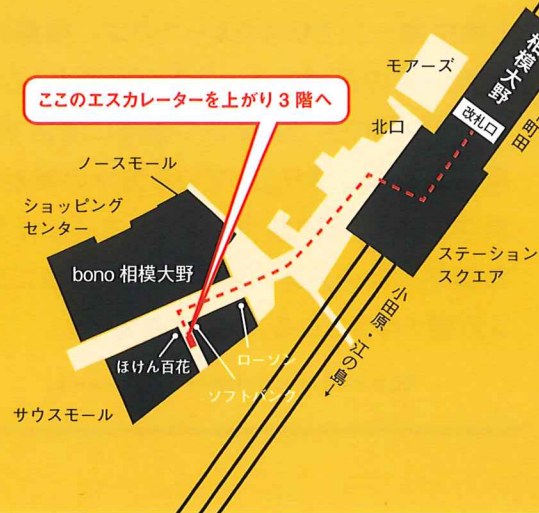 相模大野
改札口
町田
モアーズ
北口
ここのエスカレーターを上がり3階へ
ノースモール
ショッピング
センター
bono 相模大野
ステーション
スクエア
小田原・江の島→
ほけん百花
ローソン
ソフトバンク
サウスモール